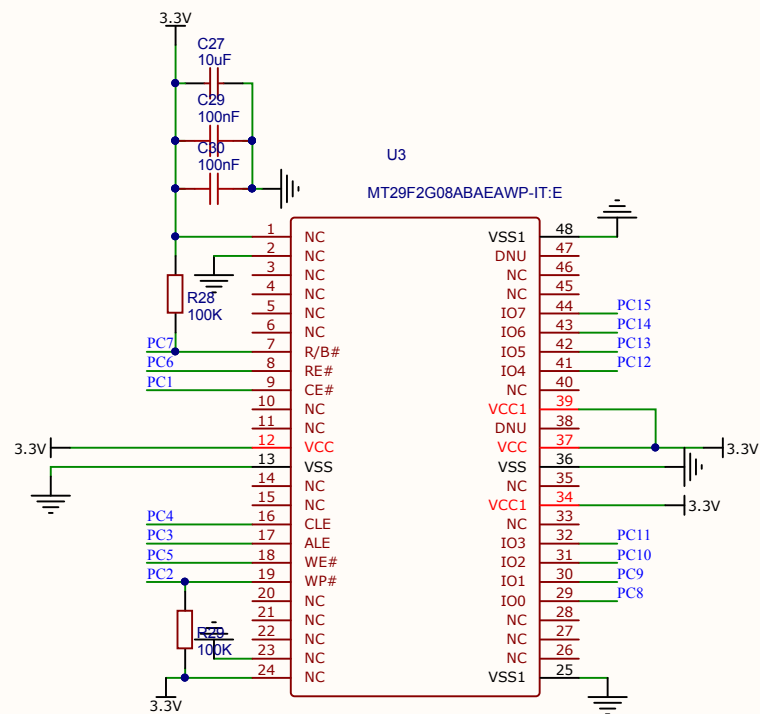 3.3V
C27
10uF
C29
100nF
C30
100nF
U3
MT29F2G08ABAEAWP-IT:E
1 NC VSS1 48
2 NC DNU 47
3 NC NC 46
4 NC NC 45
R28
100K
5 NC IO7 44 PC15
6 NC IO6 43 PC14
PC7 7 R/B# IO5 42 PC13
PC6 8 RE# IO4 41 PC12
PC1 9 CE# NC 40
10 NC VCC1 39
11 NC DNU 38
3.3V 12 VCC VCC 37 3.3V
13 VSS VSS 36
14 NC NC 35
15 NC VCC1 34 3.3V
PC4 16 CLE NC 33
PC3 17 ALE IO3 32 PC11
PC5 18 WE# IO2 31 PC10
PC2 19 WP# IO1 30 PC9
20 NC IO0 29 PC8
21 NC NC 28
R29
100K
22 NC NC 27
23 NC NC 26
24 NC VSS1 25
3.3V